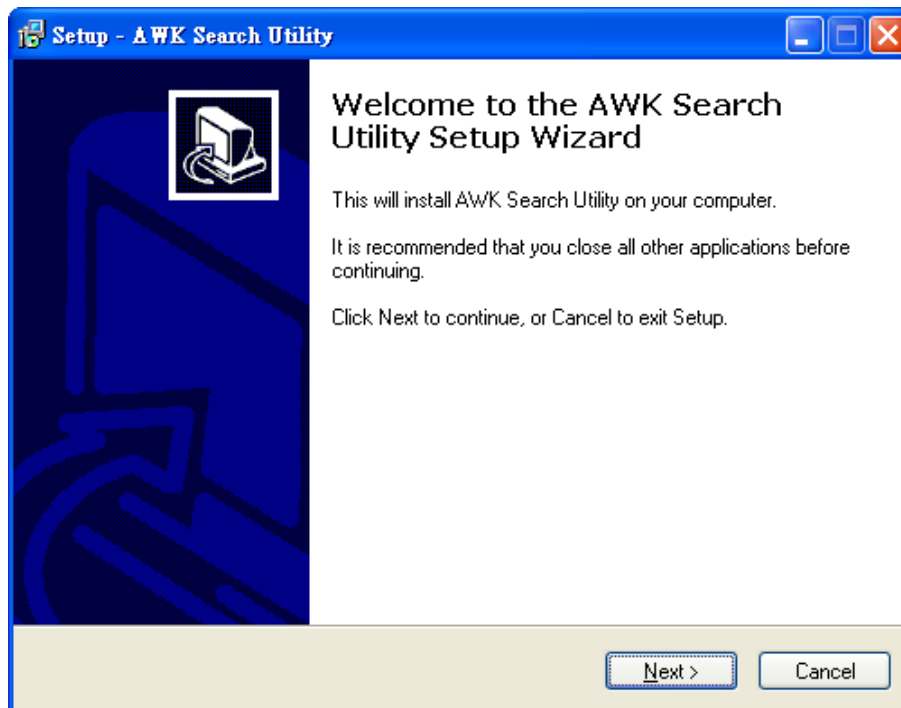 Setup - AWK Search Utility
Welcome to the AWK Search
Utility Setup Wizard
This will install AWK Search Utility on your computer.
It is recommended that you close all other applications before
continuing.
Click Next to continue, or Cancel to exit Setup.
Next >
Cancel